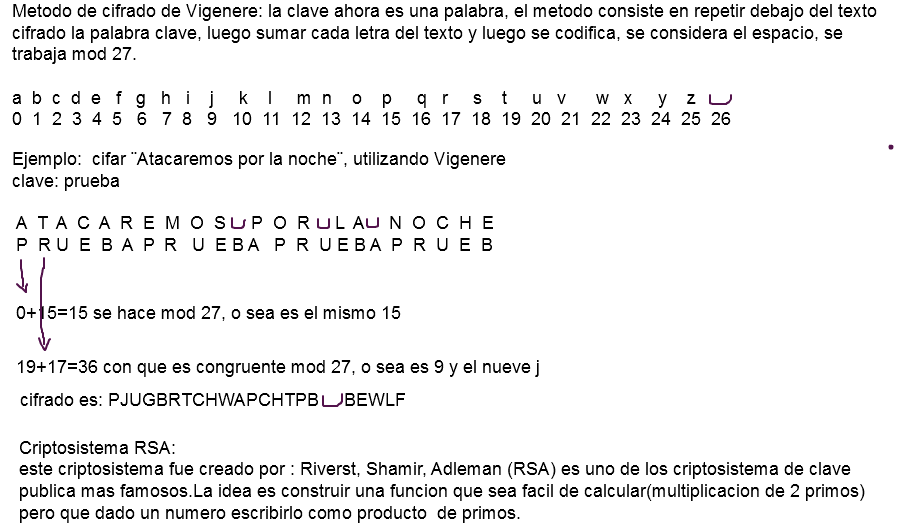 Metodo de cifrado de Vigenere: la clave ahora es una palabra, el metodo consiste en repetir debajo del texto
cifrado la palabra clave, luego sumar cada letra del texto y luego se codifica, se considera el espacio, se
trabaja mod 27.
a b c d e f g h i j k l m n o p q r s t u v w x y z ␣
0 1 2 3 4 5 6 7 8 9 10 11 12 13 14 15 16 17 18 19 20 21 22 23 24 25 26
Ejemplo: cifar ¨Atacaremos por la noche¨, utilizando Vigenere
clave: prueba
A T A C A R E M O S ␣ P O R ␣ L A ␣ N O C H E
P R U E B A P R U E B A P R U E B A P R U E B
0+15=15 se hace mod 27, o sea es el mismo 15
19+17=36 con que es congruente mod 27, o sea es 9 y el nueve j
cifrado es: PJUGBRTCHWAPCHTPB␣BEWLF
Criptosistema RSA:
este criptosistema fue creado por : Riverst, Shamir, Adleman (RSA) es uno de los criptosistema de clave
publica mas famosos.La idea es construir una funcion que sea facil de calcular(multiplicacion de 2 primos)
pero que dado un numero escribirlo como producto de primos.